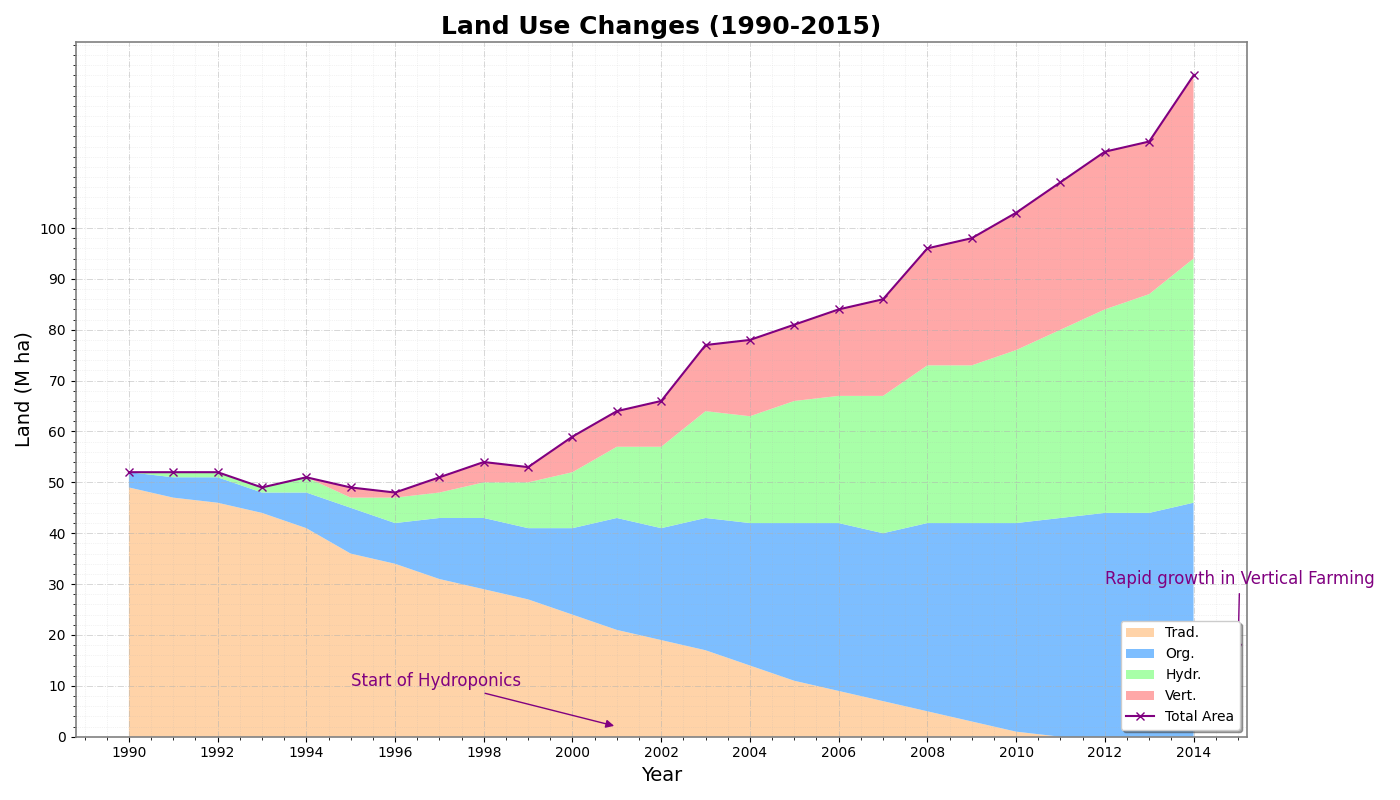 Land Use Changes (1990-2015)
Land (M ha)
100
90
80
70
60
50
40
30
20
10
0
Rapid growth in Vertical Farming
Start of Hydroponics
Trad.
Org.
Hydr.
Vert.
Total Area
1990 1992 1994 1996 1998 2000 2002 2004 2006 2008 2010 2012 2014
Year